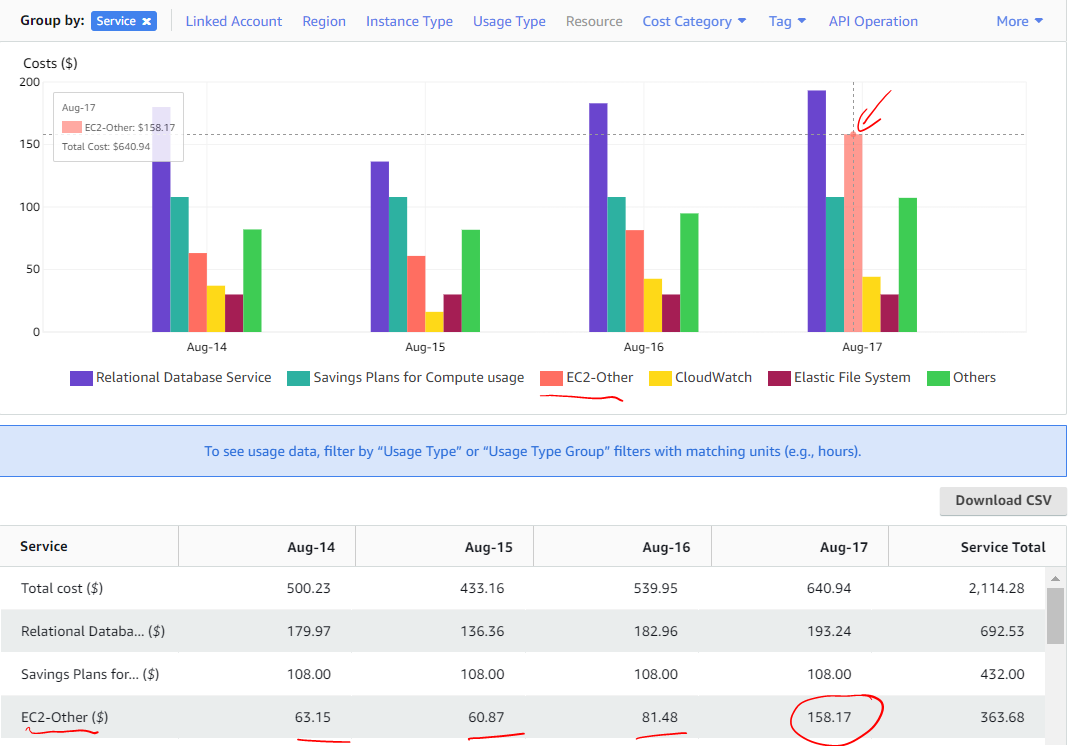 Group by: Service ✖ Linked Account Region Instance Type Usage Type Resource Cost Category Tag API Operation More
Costs ($)
200
150
100
50
0
Aug-17
EC2-Other: $158.17
Total Cost: $640.94
Aug-14 Aug-15 Aug-16 Aug-17
Relational Database Service Savings Plans for Compute usage EC2-Other CloudWatch Elastic File System Others
To see usage data, filter by “Usage Type” or “Usage Type Group” filters with matching units (e.g., hours).
Download CSV
Service Aug-14 Aug-15 Aug-16 Aug-17 Service Total
Total cost ($) 500.23 433.16 539.95 640.94 2,114.28
Relational Databa... ($) 179.97 136.36 182.96 193.24 692.53
Savings Plans for... ($) 108.00 108.00 108.00 108.00 432.00
EC2-Other ($) 63.15 60.87 81.48 158.17 363.68